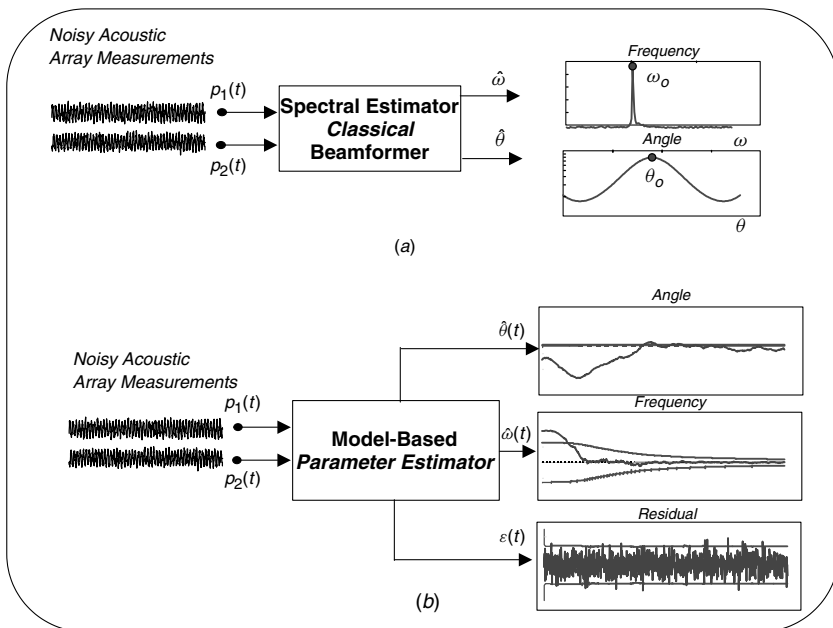 Noisy Acoustic
Array Measurements
p₁(t)
p₂(t)
Spectral Estimator
Classical
Beamformer
ω̂
θ̂
Frequency
ωₒ
ω
Angle
θₒ
θ
(a)
Noisy Acoustic
Array Measurements
p₁(t)
p₂(t)
Model-Based
Parameter Estimator
θ̂(t)
Angle
ω̂(t)
Frequency
ε(t)
Residual
(b)